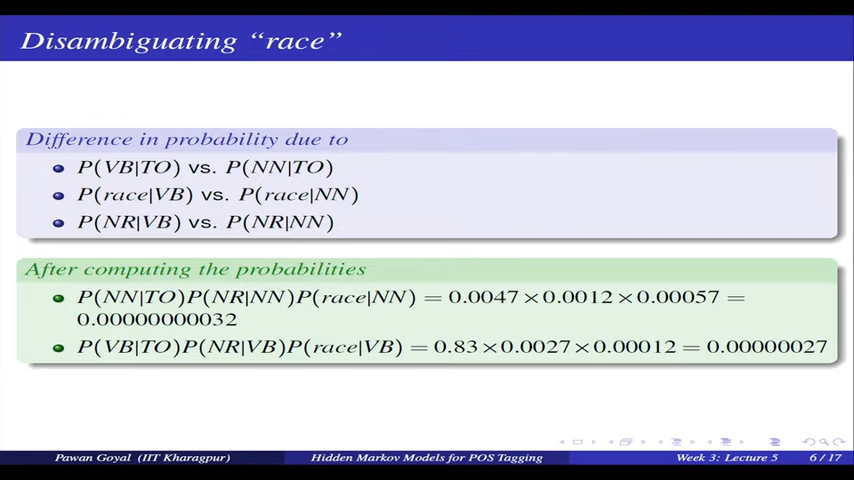 Disambiguating “race”
Difference in probability due to
P(VB|TO) vs. P(NN|TO)
P(race|VB) vs. P(race|NN)
P(NR|VB) vs. P(NR|NN)
After computing the probabilities
P(NN|TO)P(NR|NN)P(race|NN) = 0.0047×0.0012×0.00057 =
0.00000000032
P(VB|TO)P(NR|VB)P(race|VB) = 0.83×0.0027×0.00012 = 0.00000027
Pawan Goyal (IIT Kharagpur) Hidden Markov Models for POS Tagging Week 3: Lecture 5 6 / 17